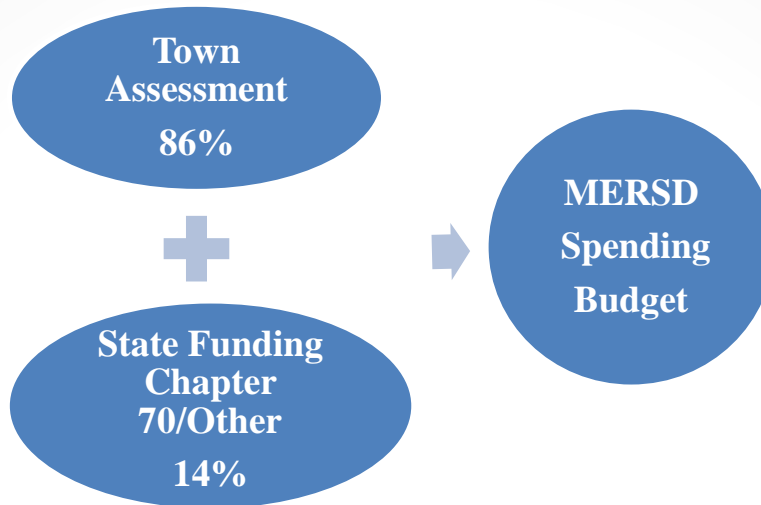 Town
Assessment
86%
State Funding
Chapter
70/Other
14%
MERSD
Spending
Budget